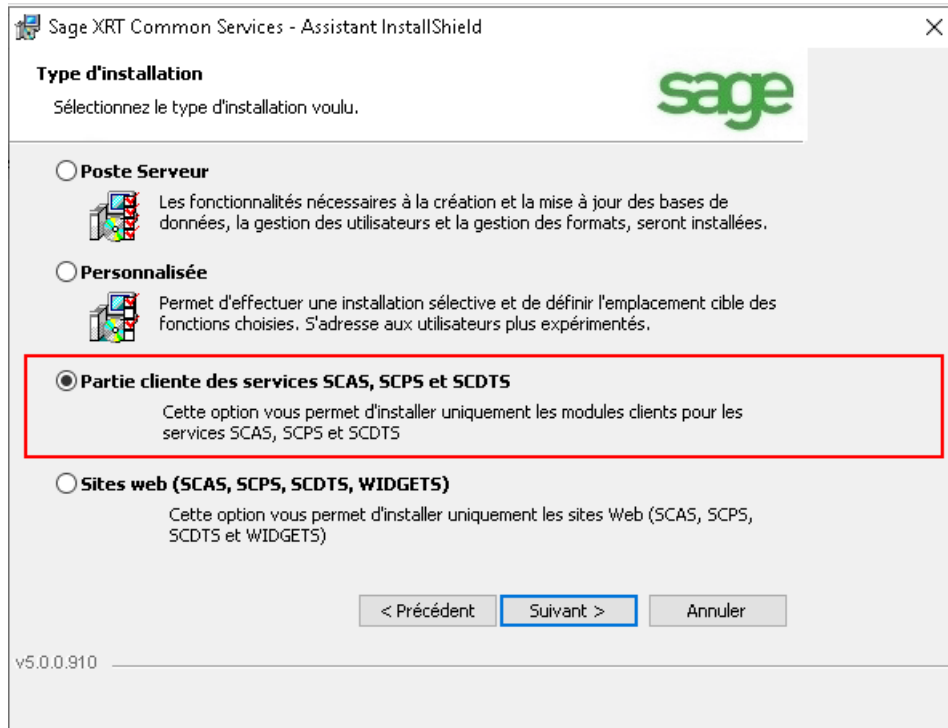 Sage XRT Common Services - Assistant InstallShield
Type d'installation
Sélectionnez le type d'installation voulu.
sage
Poste Serveur
Les fonctionnalités nécessaires à la création et la mise à jour des bases de
données, la gestion des utilisateurs et la gestion des formats, seront installées.
Personnalisée
Permet d'effectuer une installation sélective et de définir l'emplacement cible des
fonctions choisies. S'adresse aux utilisateurs plus expérimentés.
Partie cliente des services SCAS, SCPS et SCDTS
Cette option vous permet d'installer uniquement les modules clients pour les
services SCAS, SCPS et SCDTS
Sites web (SCAS, SCPS, SCDTS, WIDGETS)
Cette option vous permet d'installer uniquement les sites Web (SCAS, SCPS,
SCDTS et WIDGETS)
< Précédent Suivant > Annuler
v5.0.0.910